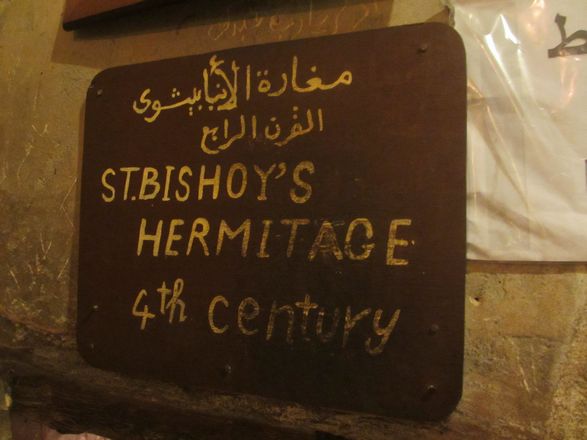 مغارة الأنبا بيشوى
القرن الرابع
ST.BISHOY'S
HERMITAGE
4th century